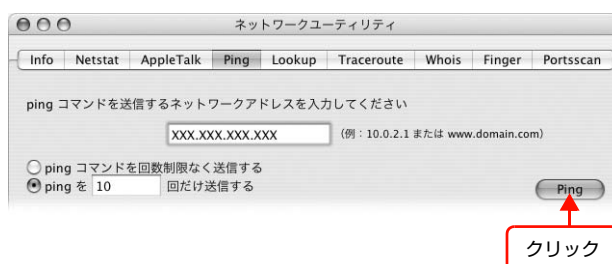 ネットワークユーティリティ
Info Netstat AppleTalk Ping Lookup Traceroute Whois Finger Portsscan
ping コマンドを送信するネットワークアドレスを入力してください
XXX.XXX.XXX.XXX (例：10.0.2.1 または www.domain.com)
ping コマンドを回数制限なく送信する
ping を 10 回だけ送信する
Ping
クリック